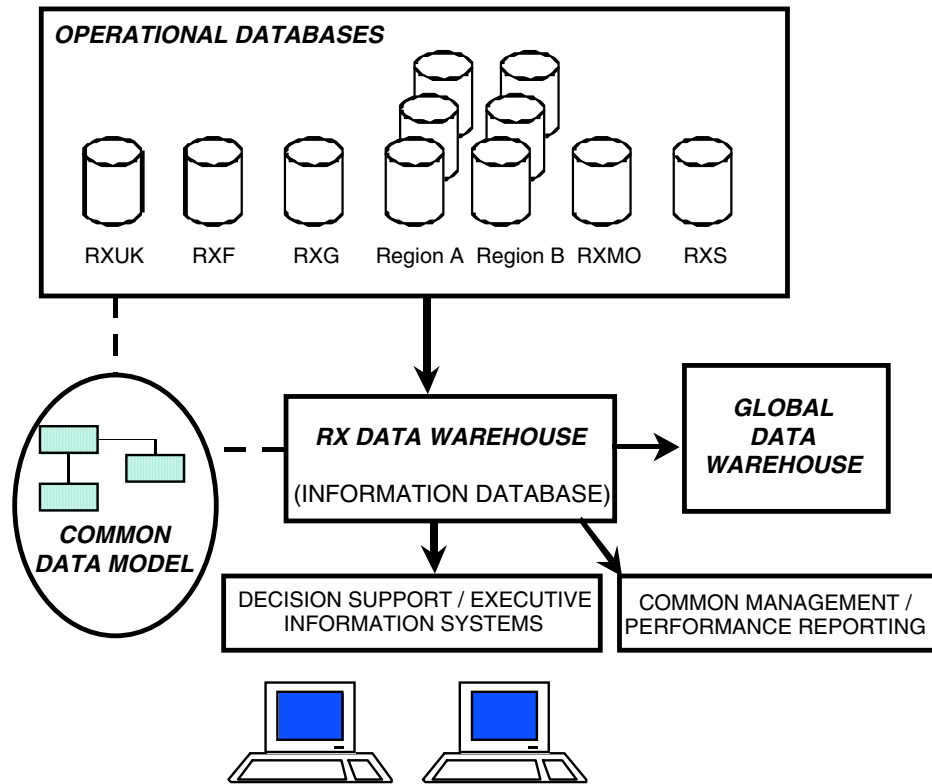 OPERATIONAL DATABASES
RXUK RXF RXG Region A Region B RXMO RXS
GLOBAL
DATA
WAREHOUSE
RX DATA WAREHOUSE
(INFORMATION DATABASE)
COMMON
DATA MODEL
DECISION SUPPORT / EXECUTIVE
INFORMATION SYSTEMS
COMMON MANAGEMENT /
PERFORMANCE REPORTING